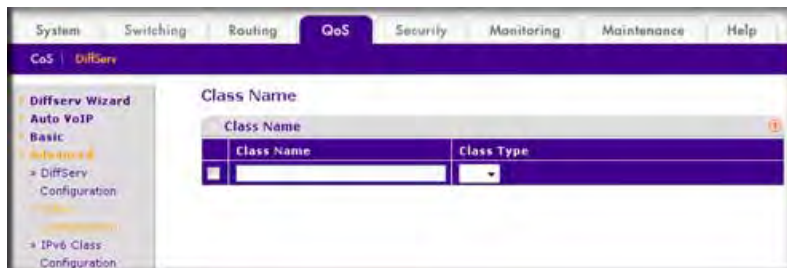 System Switching Routing QoS Security Monitoring Maintenance Help
CoS DiffServ
Diffserv Wizard
Auto VoIP
Basic
Advanced
» DiffServ
Configuration
» IPv6 Class
Configuration
Class Name
Class Name
Class Name Class Type